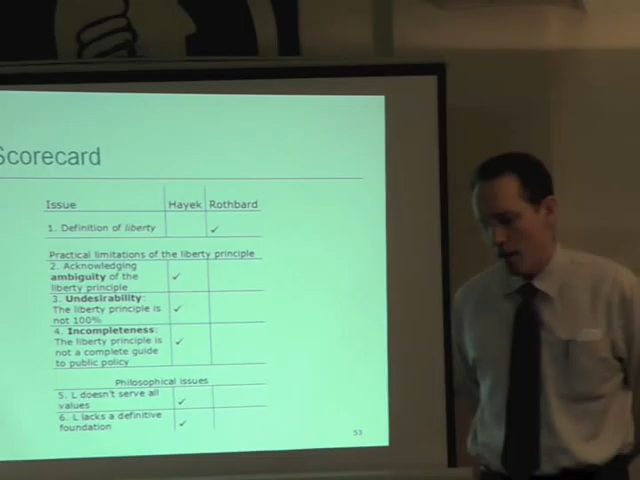 Scorecard
Issue Hayek Rothbard
1. Definition of liberty ✓
Practical limitations of the liberty principle
2. Acknowledging
ambiguity of the ✓
liberty principle
3. Undesirability:
The liberty principle is ✓
not 100%
4. Incompleteness:
The liberty principle is ✓
not a complete guide
to public policy
Philosophical issues
5. L doesn't serve all ✓
values
6. L lacks a definitive ✓
foundation
53